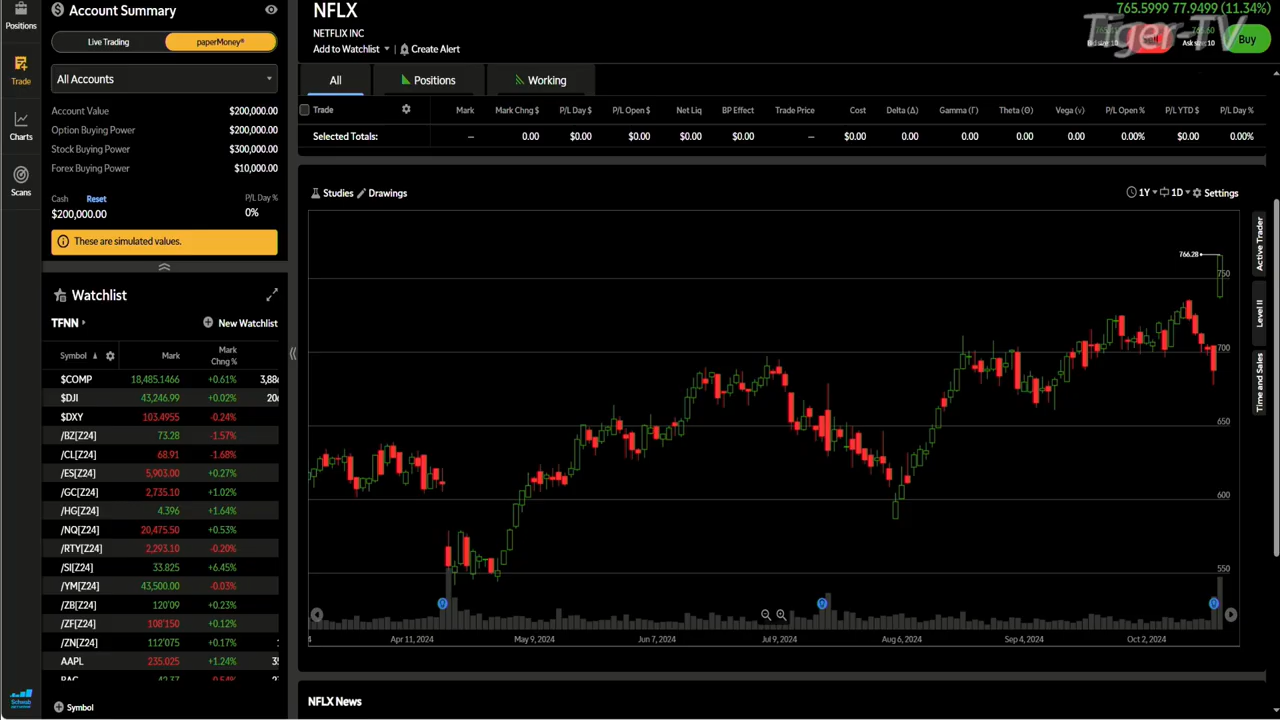 Positions
Trade
Charts
Scans
Account Summary
Live Trading
paperMoney®
All Accounts
Account Value $200,000.00
Option Buying Power $200,000.00
Stock Buying Power $300,000.00
Forex Buying Power $10,000.00
Cash Reset P/L Day %
$200,000.00 0%
These are simulated values.
Watchlist
TFNN New Watchlist
Symbol Mark Mark Chng %
$COMP 18,485.1466 +0.61%
$DJI 43,246.99 +0.02%
$DXY 103.4955 -0.24%
/BZ[Z24] 73.28 -1.57%
/CL[Z24] 68.91 -1.68%
/ES[Z24] 5,903.00 +0.27%
/GC[Z24] 2,735.10 +1.02%
/HG[Z24] 4.396 +1.64%
/NQ[Z24] 20,475.50 +0.53%
/RTY[Z24] 2,293.10 -0.20%
/SI[Z24] 33.825 +6.45%
/YM[Z24] 43,500.00 -0.03%
/ZB[Z24] 120'09 +0.23%
/ZF[Z24] 108'150 +0.12%
/ZN[Z24] 112'075 +0.17%
AAPL 235.025 +1.24%
BAC 42.37 -0.54%
Symbol
NFLX
NETFLIX INC
Add to Watchlist Create Alert
765.5999 77.9499 (11.34%)
Tiger-TV
Bid size: 10
Ask size: 10
Buy
All Positions Working
Trade Mark Mark Chng $ P/L Day $ P/L Open $ Net Liq BP Effect Trade Price Cost Delta (Δ) Gamma (Γ) Theta (Θ) Vega (ν) P/L Open % P/L YTD $ P/L Day %
Selected Totals: – 0.00 $0.00 $0.00 $0.00 $0.00 – $0.00 0.00 0.00 0.00 0.00 0.00% $0.00 0.00%
Studies Drawings
1Y 1D Settings
766.28
750
700
650
600
550
Apr 11, 2024 May 9, 2024 Jun 7, 2024 Jul 9, 2024 Aug 6, 2024 Sep 4, 2024 Oct 2, 2024
Active Trader
Level II
Time and Sales
NFLX News